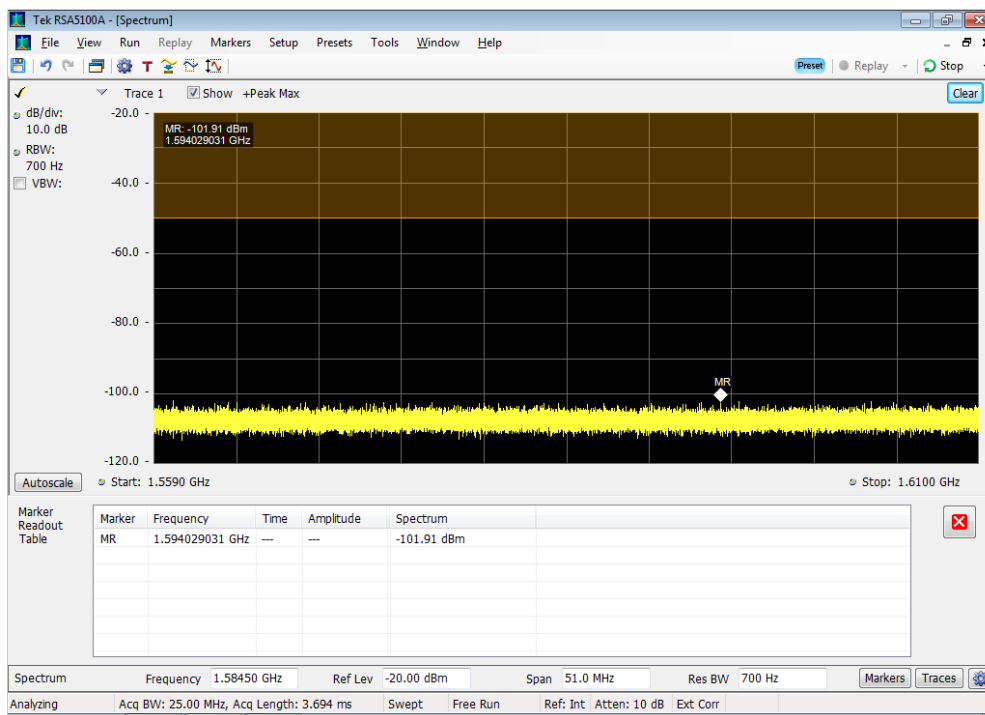 Tek RSA5100A - [Spectrum]
File View Run Replay Markers Setup Presets Tools Window Help
T Preset Replay Stop
Trace 1 Show +Peak Max Clear
dB/div:
10.0 dB
RBW:
700 Hz
VBW:
-20.0
MR: -101.91 dBm
1.594029031 GHz
-40.0
-60.0
-80.0
MR
-100.0
-120.0
Autoscale Start: 1.5590 GHz Stop: 1.6100 GHz
Marker
Readout
Table
Marker Frequency Time Amplitude Spectrum
MR 1.594029031 GHz --- --- -101.91 dBm
Spectrum Frequency 1.58450 GHz Ref Lev -20.00 dBm Span 51.0 MHz Res BW 700 Hz Markers Traces
Analyzing Acq BW: 25.00 MHz, Acq Length: 3.694 ms Swept Free Run Ref: Int Atten: 10 dB Ext Corr